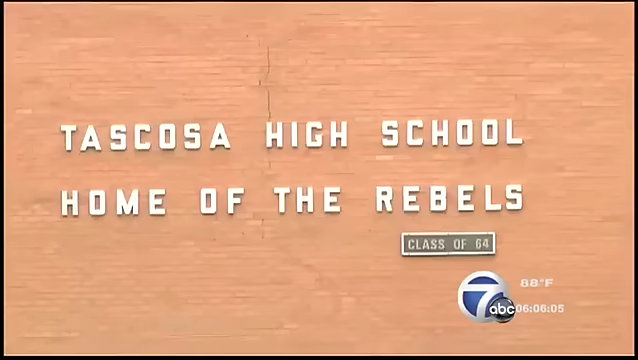 TASCOSA HIGH SCHOOL
HOME OF THE REBELS
CLASS OF 64
88°F
7 abc 06:06:05